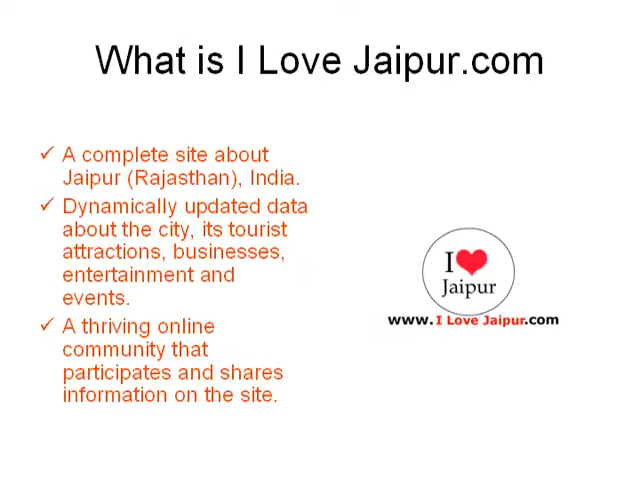 What is I Love Jaipur.com
A complete site about
Jaipur (Rajasthan), India.
Dynamically updated data
about the city, its tourist
attractions, businesses,
entertainment and
events.
A thriving online
community that
participates and shares
information on the site.
I
Jaipur
www.I Love Jaipur.com